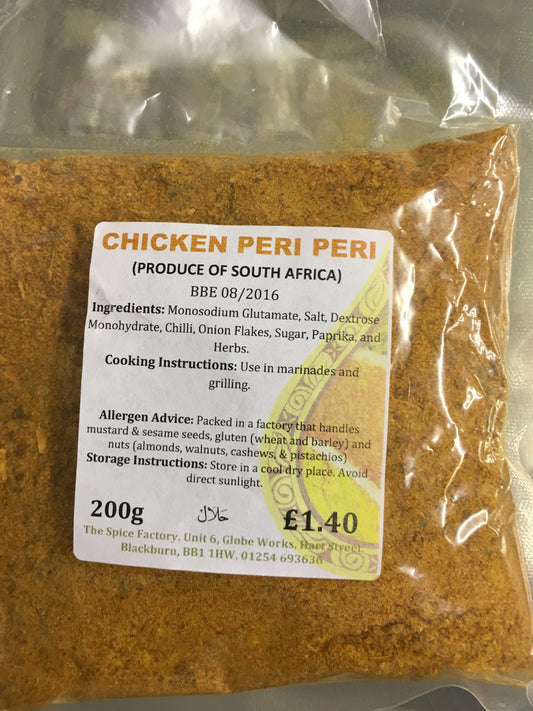 CHICKEN PERI PERI
(PRODUCE OF SOUTH AFRICA)
BBE 08/2016
Ingredients: Monosodium Glutamate, Salt, Dextrose
Monohydrate, Chilli, Onion Flakes, Sugar, Paprika, and
Herbs.
Cooking Instructions: Use in marinades and
grilling.
Allergen Advice: Packed in a factory that handles
mustard & sesame seeds, gluten (wheat and barley) and
nuts (almonds, walnuts, cashews, & pistachios)
Storage Instructions: Store in a cool dry place. Avoid
direct sunlight.
200g حلال £1.40
The Spice Factory, Unit 6, Globe Works, Hart Street
Blackburn, BB1 1HW. 01254 693636